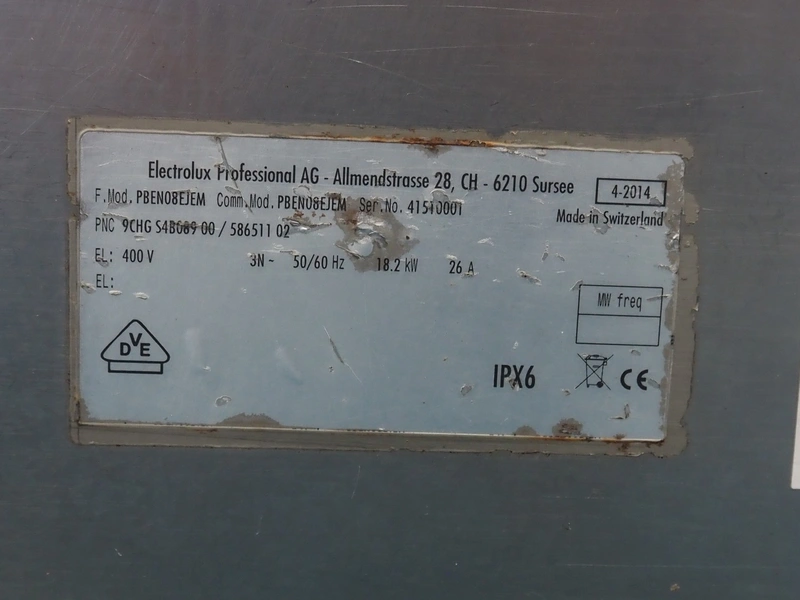 Electrolux Professional AG - Allmendstrasse 28, CH - 6210 Sursee
4-2014
F.Mod. PBEN08EJEM Comm.Mod. PBEN08EJEM Ser.No. 41510001
Made in Switzerland
PNC 9CHG S4B089 00 / 586511 02
EL: 400 V 3N~ 50/60 Hz 18.2 kW 26 A
EL:
MW freq
DVE
IPX6
CE